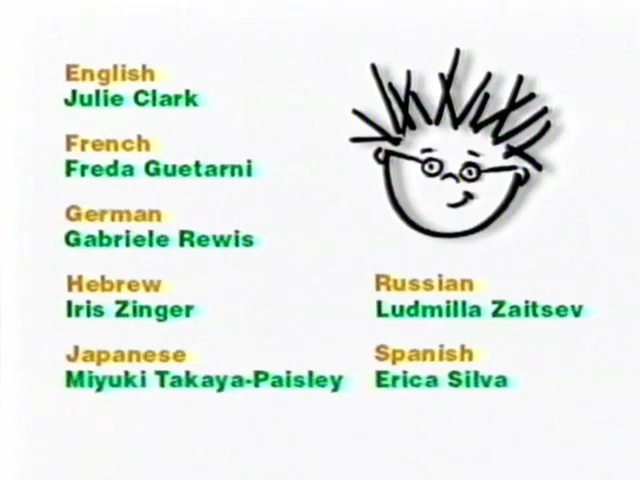 English
Julie Clark
French
Freda Guetarni
German
Gabriele Rewis
Hebrew
Iris Zinger
Japanese
Miyuki Takaya-Paisley
Russian
Ludmilla Zaitsev
Spanish
Erica Silva